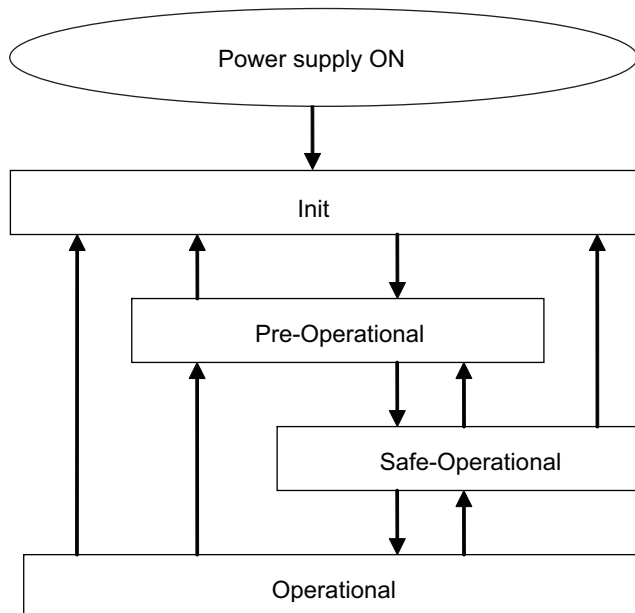 Power supply ON
Init
Pre-Operational
Safe-Operational
Operational